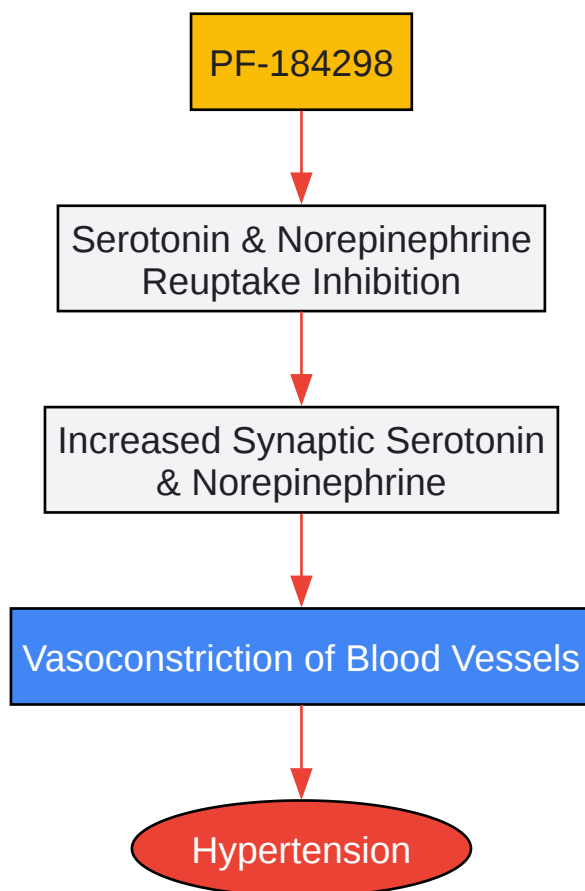 PF-184298
Serotonin & Norepinephrine
Reuptake Inhibition
Increased Synaptic Serotonin
& Norepinephrine
Vasoconstriction of Blood Vessels
Hypertension